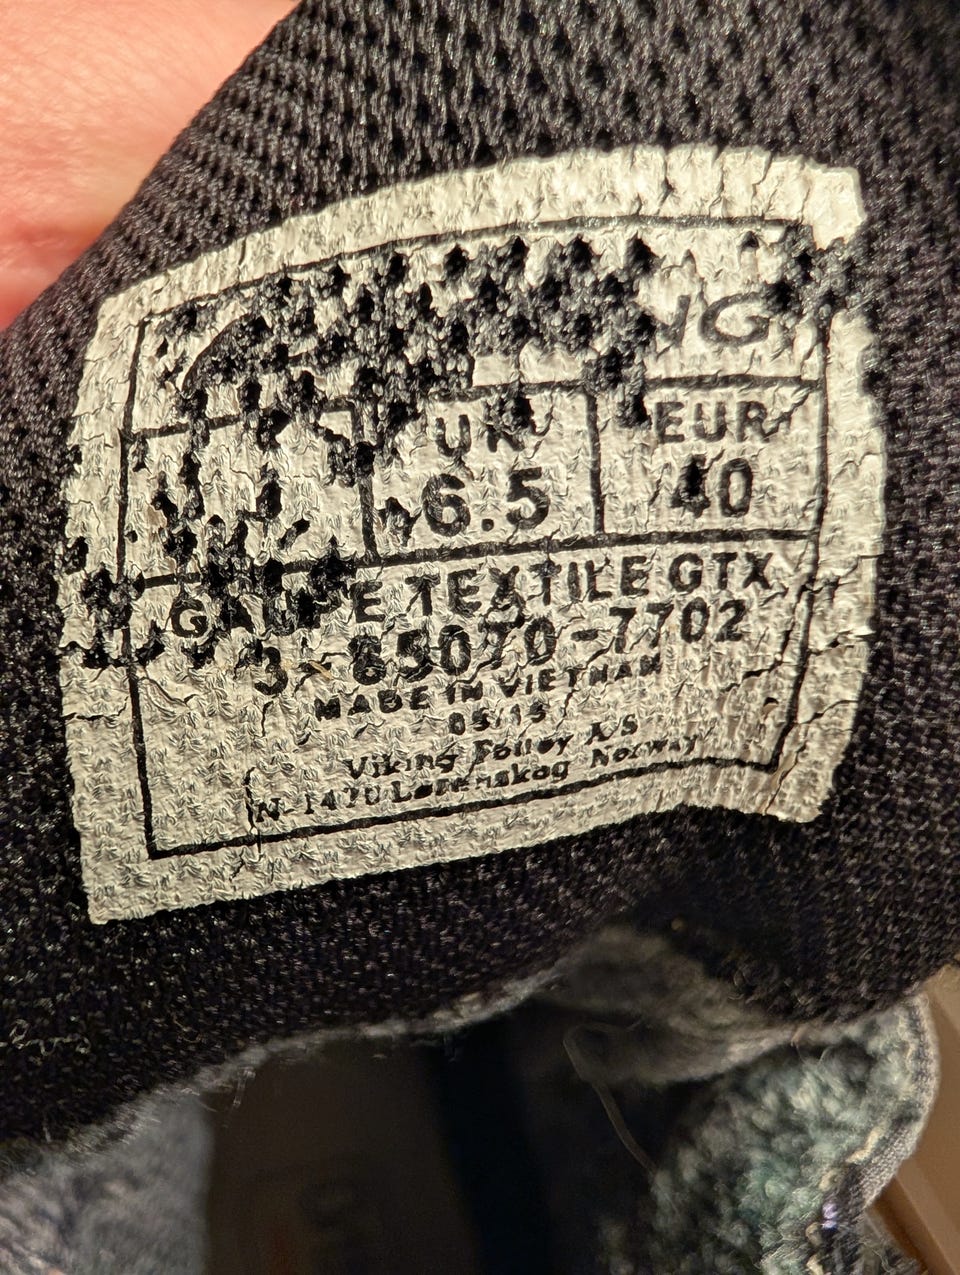 UK EUR
6.5 40
GAUPE TEXTILE GTX
3-85070-7702
MADE IN VIETNAM
05/15
Viking Fottøy A/S
N-1470 Lørenskog Norway